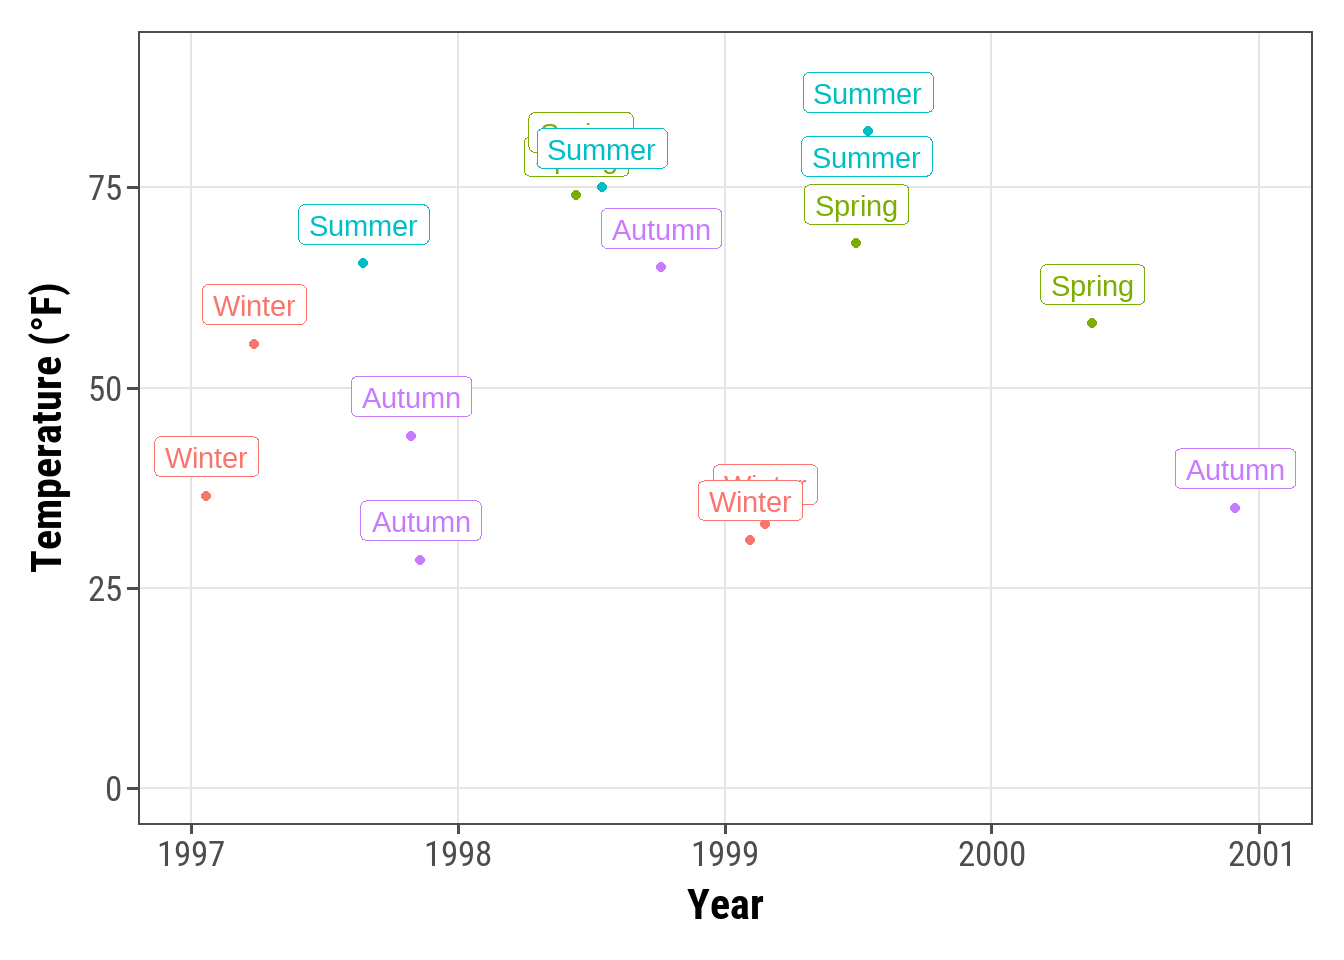 Summer
Summer
Summer
Spring
Summer
Autumn
Spring
Winter
Autumn
Winter
Winter
Autumn
Autumn
75
50
25
0
Temperature (°F)
1997
1998
1999
2000
2001
Year